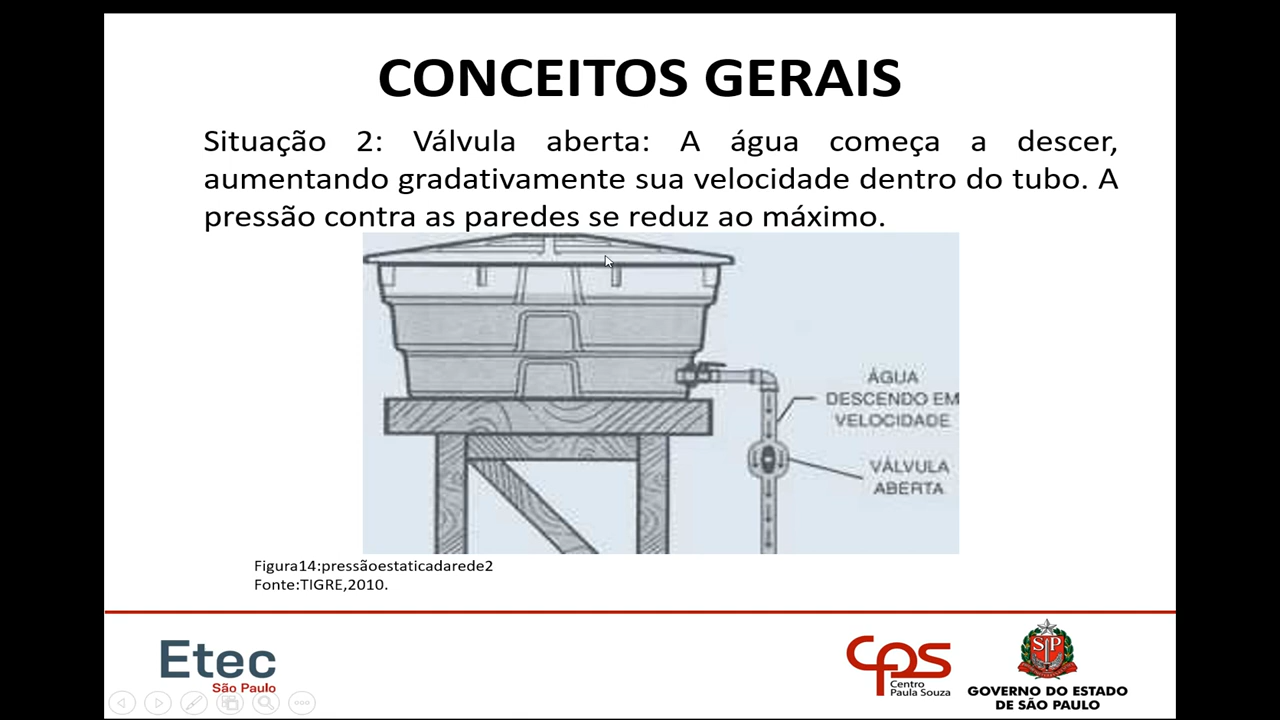 CONCEITOS GERAIS
Situação 2: Válvula aberta: A água começa a descer,
aumentando gradativamente sua velocidade dentro do tubo. A
pressão contra as paredes se reduz ao máximo.
ÁGUA
DESCENDO EM
VELOCIDADE
VÁLVULA
ABERTA
Figura14:pressãoestaticadarede2
Fonte:TIGRE,2010.
Etec
São Paulo
cps
Centro
Paula Souza
SP
GOVERNO DO ESTADO
DE SÃO PAULO